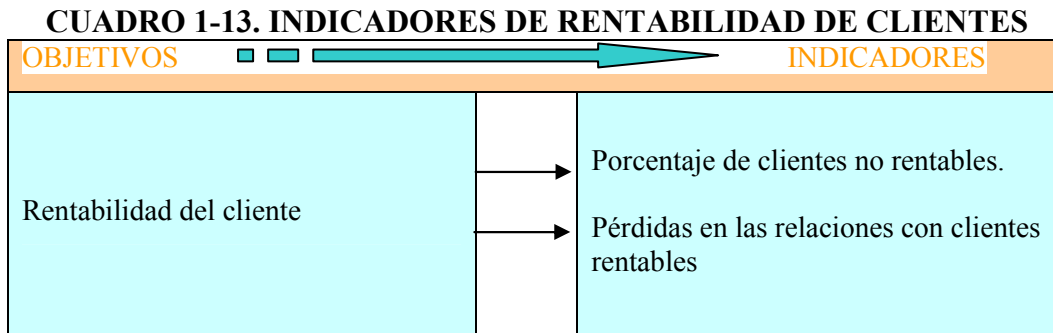 CUADRO 1-13. INDICADORES DE RENTABILIDAD DE CLIENTES
OBJETIVOS INDICADORES
Rentabilidad del cliente
Porcentaje de clientes no rentables.
Pérdidas en las relaciones con clientes
rentables